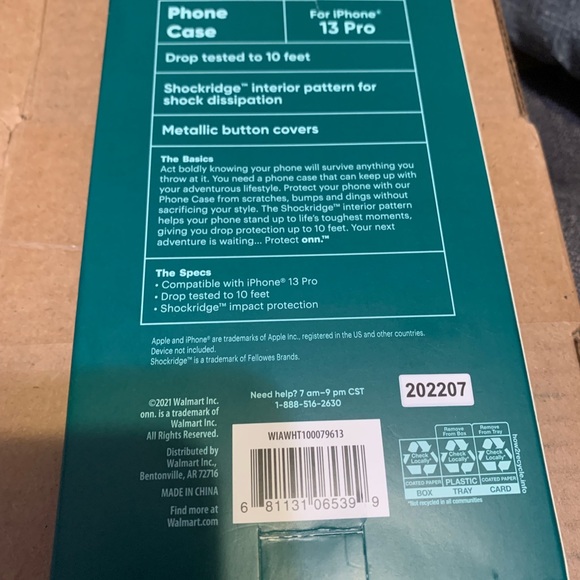 Phone
Case
For iPhone®
13 Pro
Drop tested to 10 feet
Shockridge™ interior pattern for
shock dissipation
Metallic button covers
The Basics
Act boldly knowing your phone will survive anything you
throw at it. You need a phone case that can keep up with
your adventurous lifestyle. Protect your phone with our
Phone Case from scratches, bumps and dings without
sacrificing your style. The Shockridge™ interior pattern
helps your phone stand up to life's toughest moments,
giving you drop protection up to 10 feet. Your next
adventure is waiting... Protect onn.™
The Specs
• Compatible with iPhone® 13 Pro
• Drop tested to 10 feet
• Shockridge™ impact protection
Apple and iPhone® are trademarks of Apple Inc., registered in the US and other countries.
Device not included.
Shockridge™ is a trademark of Fellowes Brands.
©2021 Walmart Inc.
onn. is a trademark of
Walmart Inc.
All Rights Reserved.
Distributed by
Walmart Inc.,
Bentonville, AR 72716
MADE IN CHINA
Find more at
Walmart.com
Need help? 7 am–9 pm CST
1-888-516-2630
202207
WIAWHT100079613
6 81131 06539 9
Remove
From Box
Remove
From Tray
Check
Locally*
Check
Locally*
Check
Locally*
COATED PAPER
PLASTIC
COATED PAPER
BOX
TRAY
CARD
*Not recycled in all communities
how2recycle.info